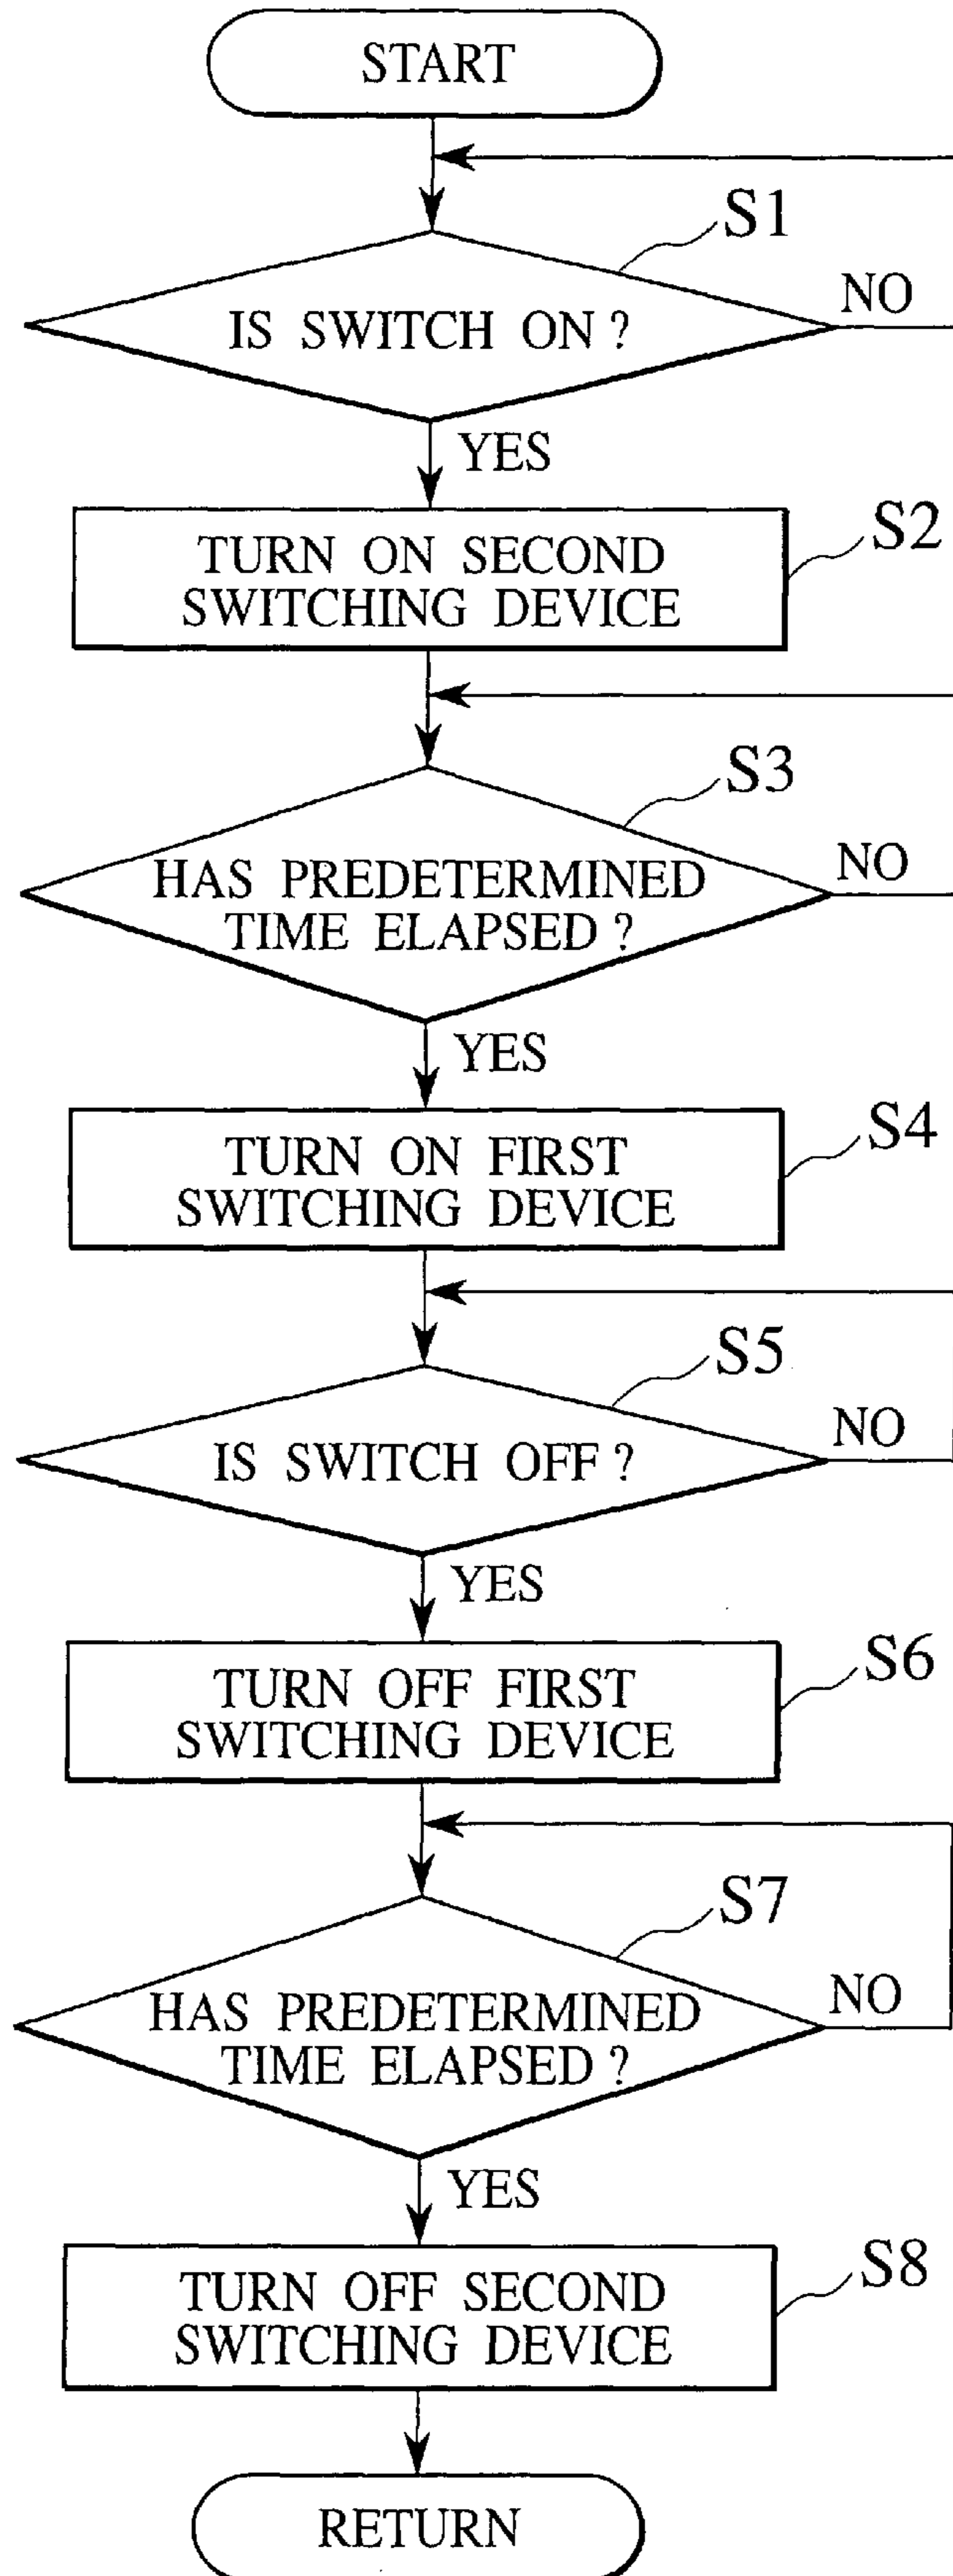 START
S1
IS SWITCH ON ?
NO
YES
S2
TURN ON SECOND
SWITCHING DEVICE
S3
HAS PREDETERMINED
TIME ELAPSED ?
NO
YES
S4
TURN ON FIRST
SWITCHING DEVICE
S5
IS SWITCH OFF ?
NO
YES
S6
TURN OFF FIRST
SWITCHING DEVICE
S7
HAS PREDETERMINED
TIME ELAPSED ?
NO
YES
S8
TURN OFF SECOND
SWITCHING DEVICE
RETURN